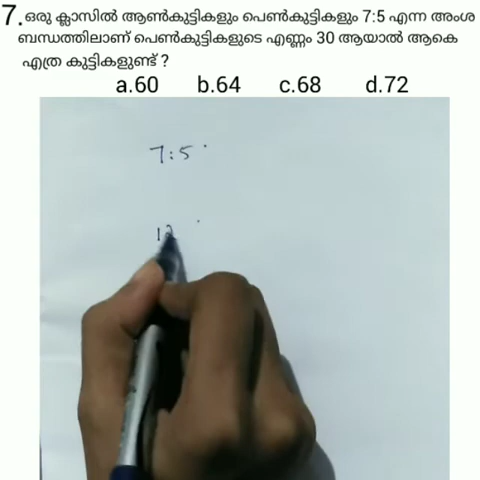 7. ഒരു ക്ലാസിൽ ആൺകുട്ടികളും പെൺകുട്ടികളും 7:5 എന്ന അംശ
ബന്ധത്തിലാണ് പെൺകുട്ടികളുടെ എണ്ണം 30 ആയാൽ ആകെ
എത്ര കുട്ടികളുണ്ട് ?
a.60 b.64 c.68 d.72
7:5
12